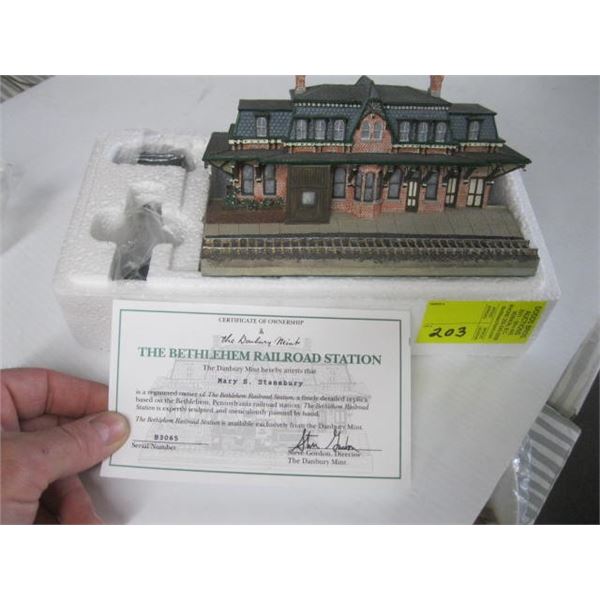 CERTIFICATE OF OWNERSHIP
&
the Danbury Mint
THE BETHLEHEM RAILROAD STATION
The Danbury Mint hereby attests that
Mary S. Stansbury
is a registered owner of The Bethlehem Railroad Station, a finely detailed replica
based on the Bethlehem, Pennsylvania railroad station. The Bethlehem Railroad
Station is expertly sculpted and meticulously painted by hand.
The Bethlehem Railroad Station is available exclusively from the Danbury Mint.
B3065
Serial Number
Steve Gordon, Director
The Danbury Mint
203